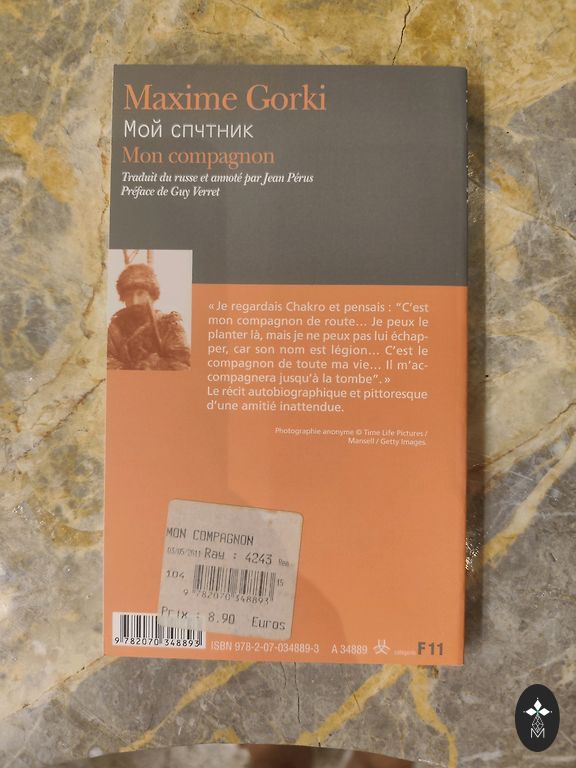 Maxime Gorki
Мой спчтник
Mon compagnon
Traduit du russe et annoté par Jean Pérus
Préface de Guy Verret
« Je regardais Chakro et pensais : “C’est
mon compagnon de route... Je peux le
planter là, mais je ne peux pas lui échap-
per, car son nom est légion... C’est le
compagnon de toute ma vie... Il m’ac-
compagnera jusqu’à la tombe”. »
Le récit autobiographique et pittoresque
d’une amitié inattendue.
Photographie anonyme © Time Life Pictures /
Mansell / Getty Images.
MON COMPAGNON
03/05/2011 Ray : 4243
104 15
9 782070 348893
Prix : 8.90 Euros
9 782070 348893
ISBN 978-2-07-034889-3 A 34889 catégorie F11
M